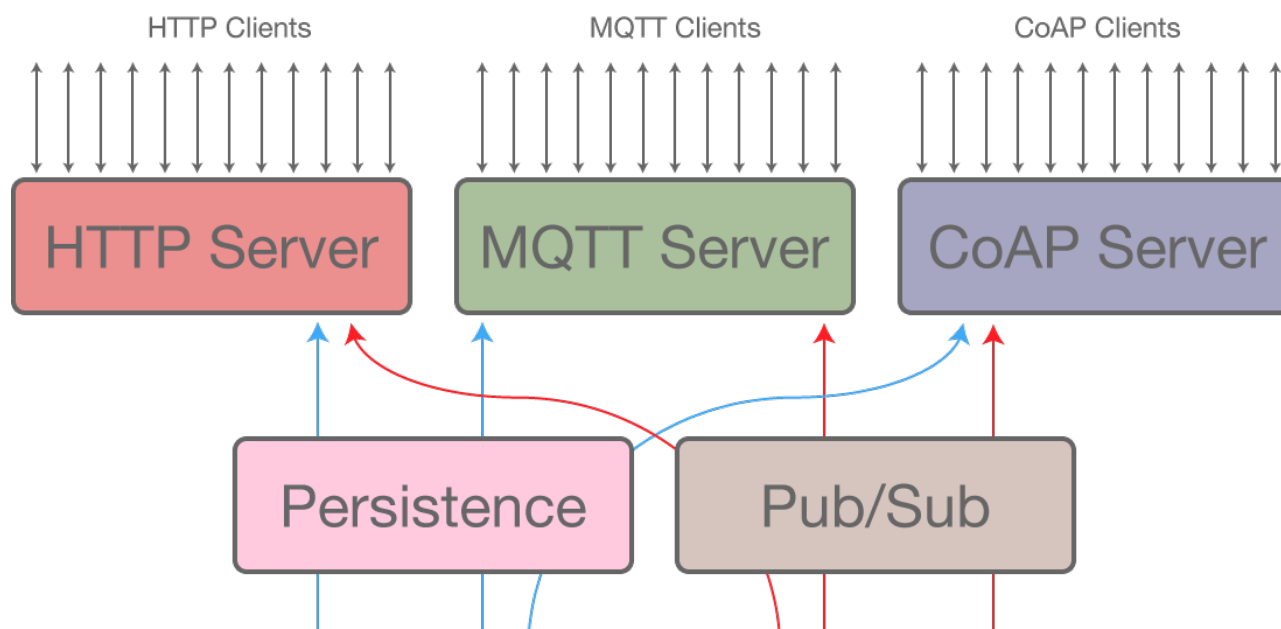 HTTP Clients
MQTT Clients
CoAP Clients
HTTP Server
MQTT Server
CoAP Server
Persistence
Pub/Sub